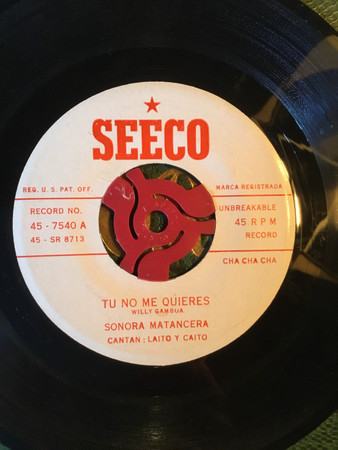 ★
SEECO
REG. U. S. PAT. OFF.
MARCA REGISTRADA
RECORD NO.
45 - 7540 A
45 - SR 8713
UNBREAKABLE
45 RPM
RECORD
CHA CHA CHA
TU NO ME QUIERES
WILLY GAMBUA
SONORA MATANCERA
CANTAN : LAITO Y CAITO